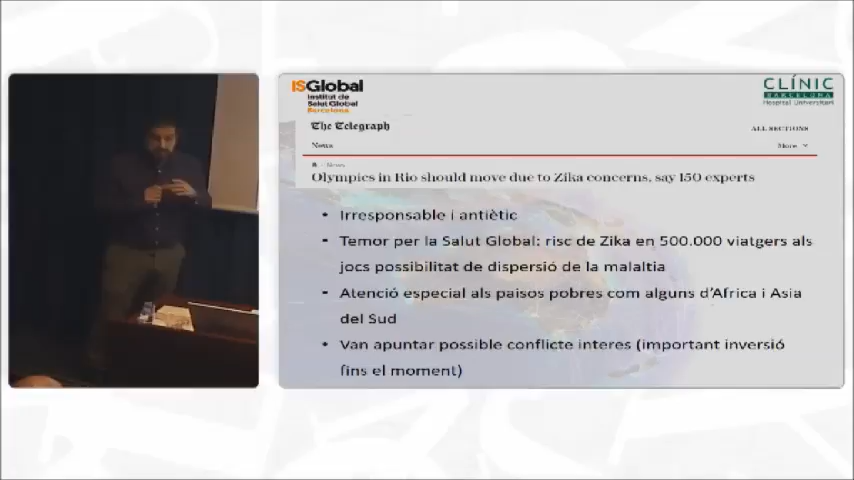 ISGlobal
Institut de
Salut Global
Barcelona
CLÍNIC
BARCELONA
Hospital Universitari
The Telegraph
ALL SECTIONS
News
More
News
Olympics in Rio should move due to Zika concerns, say 150 experts
• Irresponsable i antiètic
• Temor per la Salut Global: risc de Zika en 500.000 viatgers als
jocs possibilitat de dispersió de la malaltia
• Atenció especial als països pobres com alguns d'Africa i Asia
del Sud
• Van apuntar possible conflicte interes (important inversió
fins el moment)